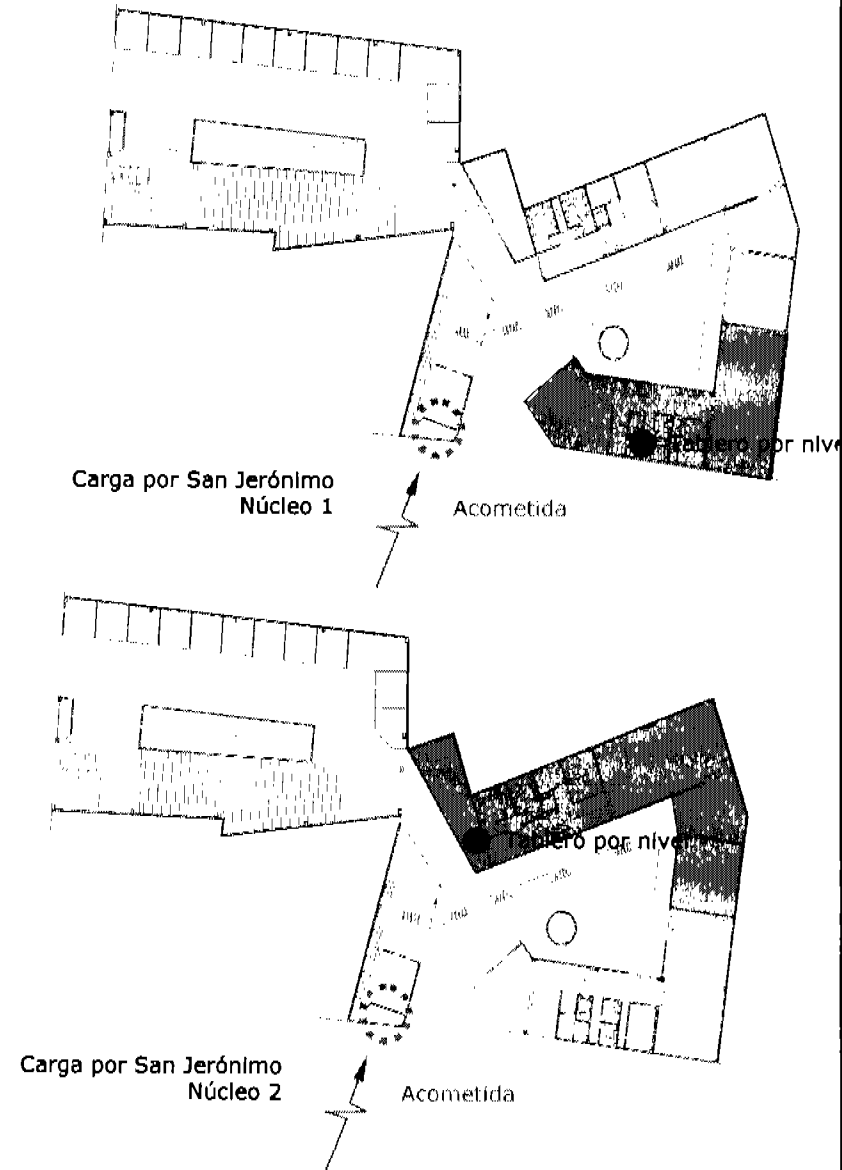 Tablero por nive
Carga por San Jerónimo
Núcleo 1
Acometida
Tablero por nivel
Carga por San Jerónimo
Núcleo 2
Acometida